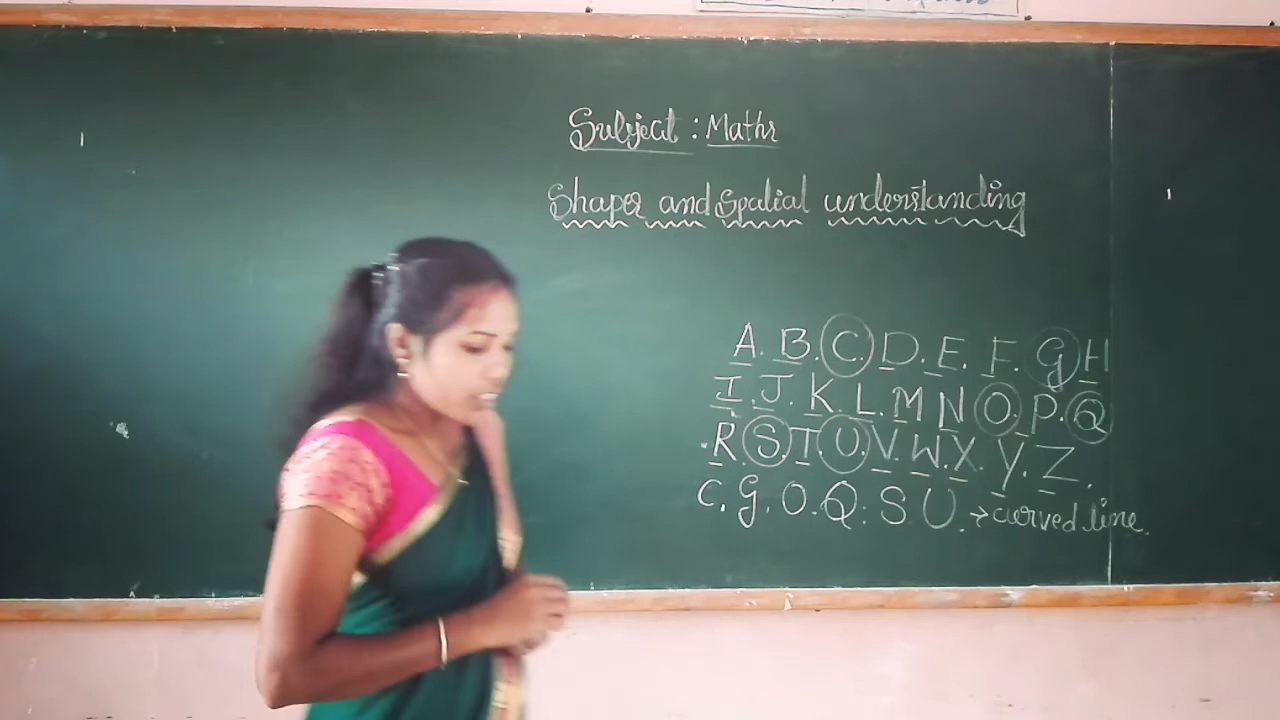 Subject : Maths
Shapes and Spatial understanding
A. B. C. D. E. F. G H
I. J. K. L. M N O. P. Q
R. S. T. U. V. W. X. Y. Z.
C. G. O. Q. S U. → curved line.